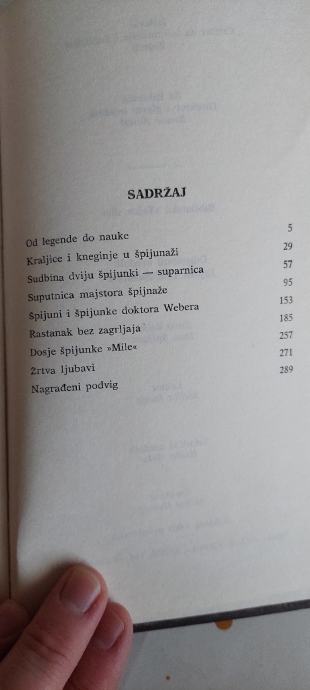 SADRŽAJ
Od legende do nauke 5
Kraljice i kneginje u špijunaži 29
Sudbina dviju špijunki — suparnica 57
Suputnica majstora špijnaže 95
Špijuni i špijunke doktora Webera 153
Rastanak bez zagrljaja 185
Dosje špijunke »Mile« 257
Žrtva ljubavi 271
Nagrađeni podvig 289